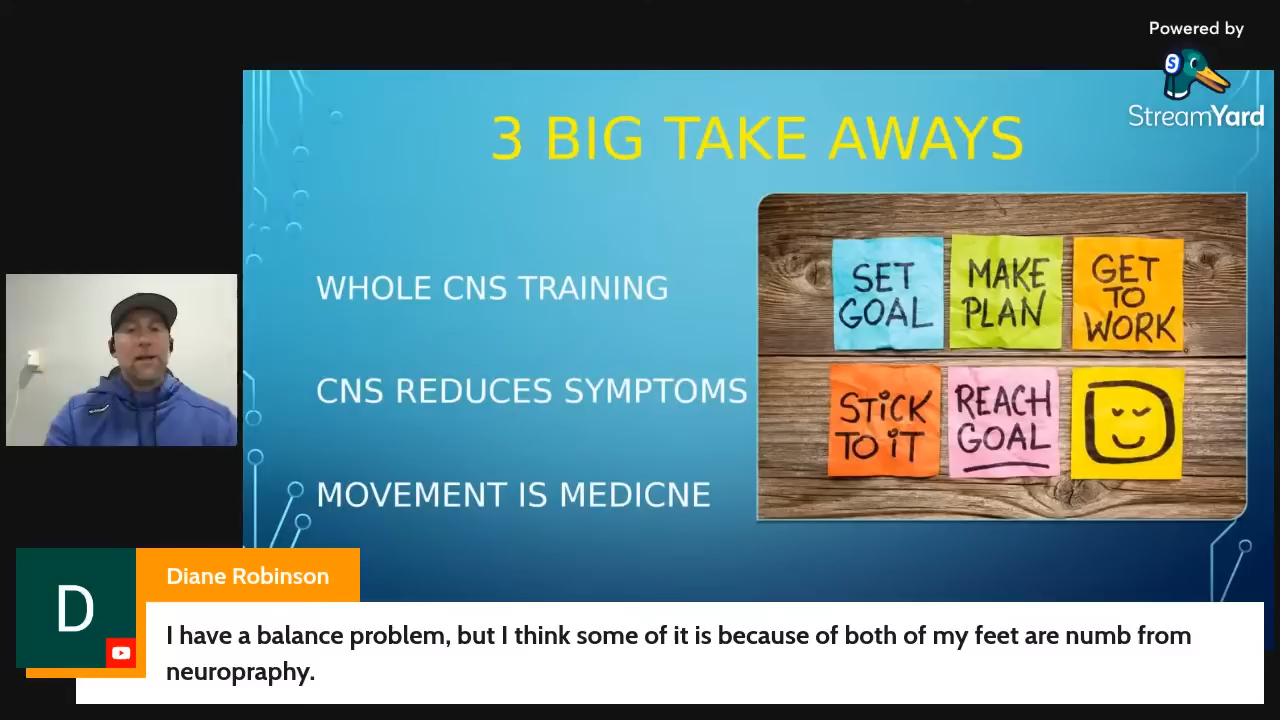 Powered by
S
StreamYard
3 BIG TAKE AWAYS
WHOLE CNS TRAINING
CNS REDUCES SYMPTOMS
MOVEMENT IS MEDICNE
SET
GOAL
MAKE
PLAN
GET
TO
WORK
STICK
TO IT
REACH
GOAL
D
Diane Robinson
I have a balance problem, but I think some of it is because of both of my feet are numb from
neuropraphy.